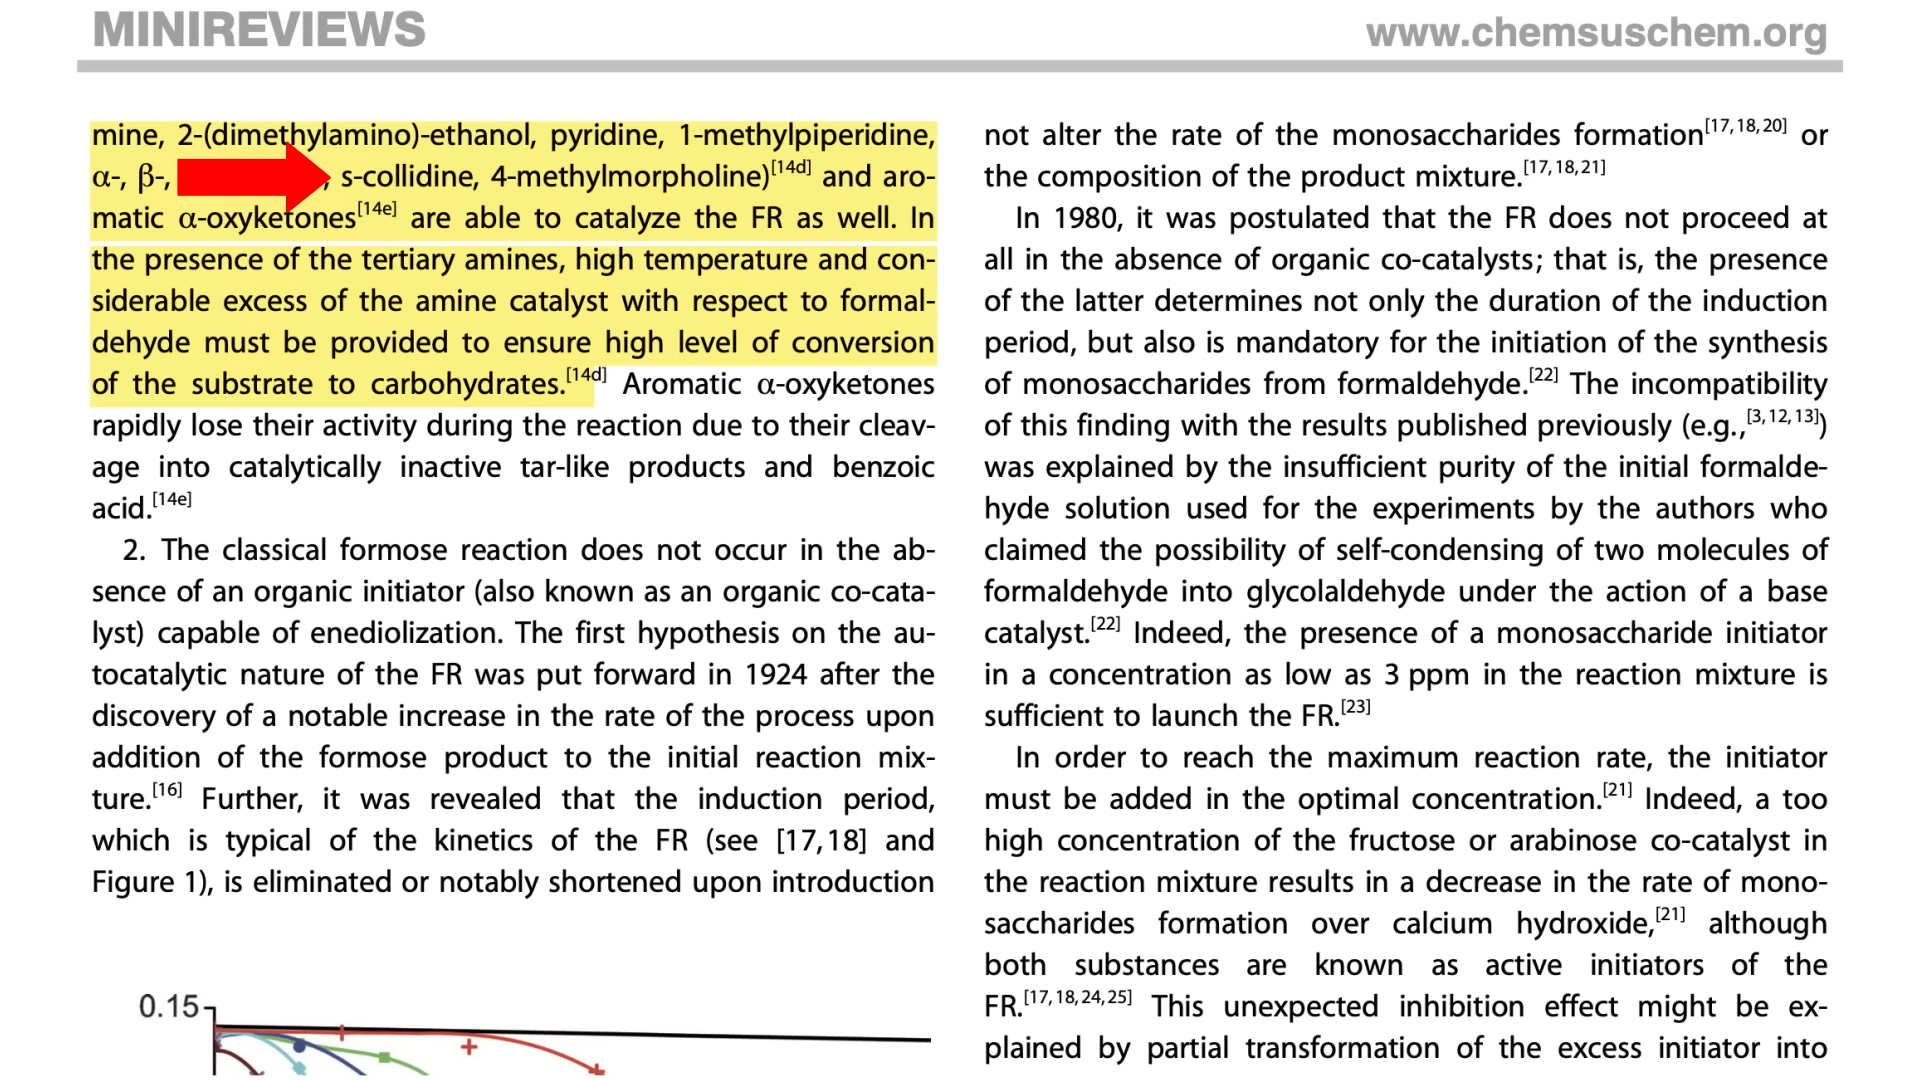 MINIREVIEWS
www.chemsuschem.org
mine, 2-(dimethylamino)-ethanol, pyridine, 1-methylpiperidine,
α-, β-, , s-collidine, 4-methylmorpholine)[14d] and aro-
matic α-oxyketones[14e] are able to catalyze the FR as well. In
the presence of the tertiary amines, high temperature and con-
siderable excess of the amine catalyst with respect to formal-
dehyde must be provided to ensure high level of conversion
of the substrate to carbohydrates.[14d] Aromatic α-oxyketones
rapidly lose their activity during the reaction due to their cleav-
age into catalytically inactive tar-like products and benzoic
acid.[14e]
2. The classical formose reaction does not occur in the ab-
sence of an organic initiator (also known as an organic co-cata-
lyst) capable of enediolization. The first hypothesis on the au-
tocatalytic nature of the FR was put forward in 1924 after the
discovery of a notable increase in the rate of the process upon
addition of the formose product to the initial reaction mix-
ture.[16] Further, it was revealed that the induction period,
which is typical of the kinetics of the FR (see [17,18] and
Figure 1), is eliminated or notably shortened upon introduction
0.15
not alter the rate of the monosaccharides formation[17,18,20] or
the composition of the product mixture.[17,18,21]
In 1980, it was postulated that the FR does not proceed at
all in the absence of organic co-catalysts; that is, the presence
of the latter determines not only the duration of the induction
period, but also is mandatory for the initiation of the synthesis
of monosaccharides from formaldehyde.[22] The incompatibility
of this finding with the results published previously (e.g.,[3,12,13])
was explained by the insufficient purity of the initial formalde-
hyde solution used for the experiments by the authors who
claimed the possibility of self-condensing of two molecules of
formaldehyde into glycolaldehyde under the action of a base
catalyst.[22] Indeed, the presence of a monosaccharide initiator
in a concentration as low as 3 ppm in the reaction mixture is
sufficient to launch the FR.[23]
In order to reach the maximum reaction rate, the initiator
must be added in the optimal concentration.[21] Indeed, a too
high concentration of the fructose or arabinose co-catalyst in
the reaction mixture results in a decrease in the rate of mono-
saccharides formation over calcium hydroxide,[21] although
both substances are known as active initiators of the
FR.[17,18,24,25] This unexpected inhibition effect might be ex-
plained by partial transformation of the excess initiator into